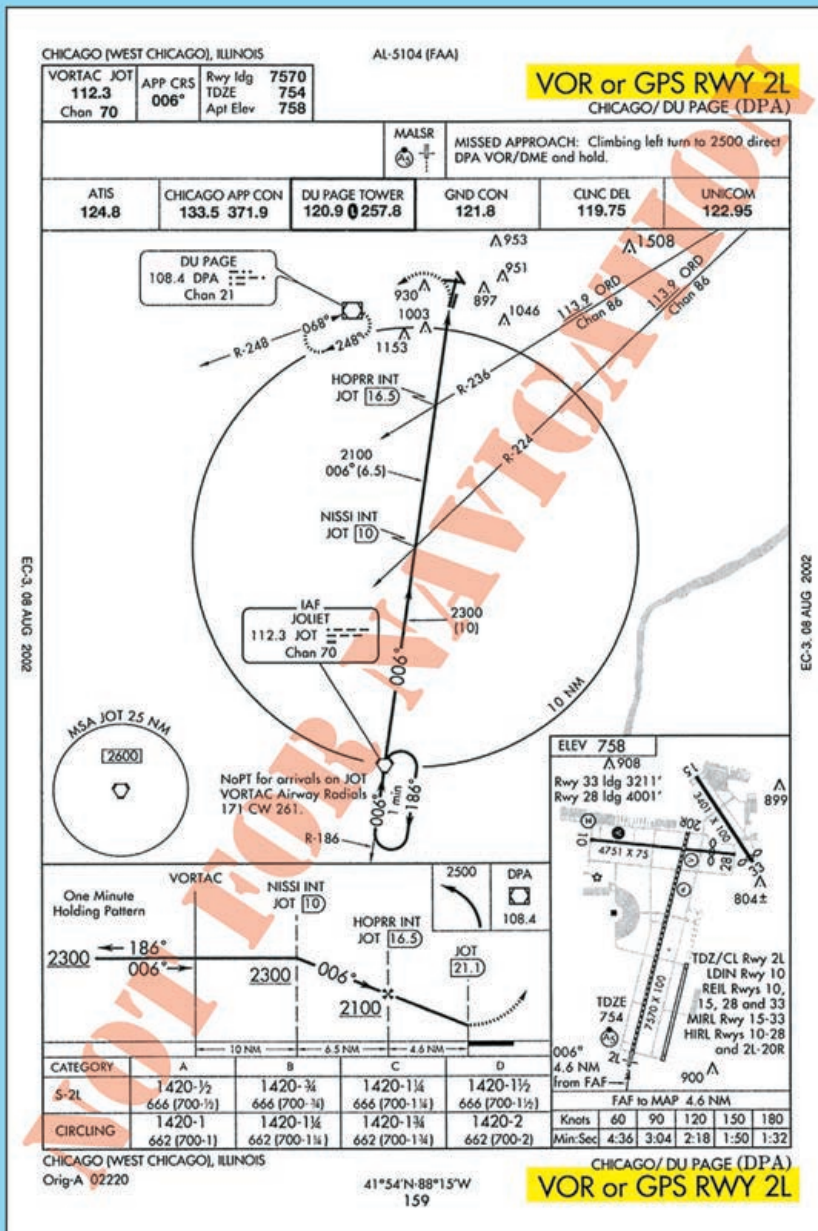 CHICAGO (WEST CHICAGO), ILLINOIS
AL-5104 (FAA)
VORTAC JOT
112.3
Chan 70
APP CRS
006°
Rwy ldg 7570
TDZE 754
Apt Elev 758
VOR or GPS RWY 2L
CHICAGO/ DU PAGE (DPA)
MALSR
A5
MISSED APPROACH: Climbing left turn to 2500 direct
DPA VOR/DME and hold.
ATIS
124.8
CHICAGO APP CON
133.5 371.9
DU PAGE TOWER
120.9 257.8
GND CON
121.8
CLNC DEL
119.75
UNICOM
122.95
DU PAGE
108.4 DPA
Chan 21
R-248
068°
248°
930
1003
1153
953
951
897
1046
1508
113.9 ORD
Chan 86
113.9 ORD
Chan 86
R-236
R-224
HOPRR INT
JOT 16.5
2100
006° (6.5)
NISSI INT
JOT 10
IAF
JOLIET
112.3 JOT
Chan 70
2300
(10)
006°
10 NM
MSA JOT 25 NM
2600
NoPT for arrivals on JOT
VORTAC Airway Radials
171 CW 261.
006°
1 min
186°
R-186
EC-3, 08 AUG 2002
EC-3, 08 AUG 2002
NOT FOR NAVIGATION
ELEV 758
908
Rwy 33 ldg 3211'
Rwy 28 ldg 4001'
899
15
3401 X 100
33
20R
10
4751 X 75
28
804±
TDZ/CL Rwy 2L
LDIN Rwy 10
REIL Rwys 10,
15, 28 and 33
MIRL Rwy 15-33
HIRL Rwys 10-28
and 2L-20R
7570 X 100
TDZE
754
A5
2L
006°
4.6 NM
from FAF
900
FAF to MAP 4.6 NM
Knots 60 90 120 150 180
Min:Sec 4:36 3:04 2:18 1:50 1:32
One Minute
Holding Pattern
VORTAC
NISSI INT
JOT 10
HOPRR INT
JOT 16.5
JOT
21.1
2500
DPA
108.4
2300
186°
006°
2300
006°
2100
10 NM
6.5 NM
4.6 NM
CATEGORY A B C D
S-2L 1420-½ 1420-¾ 1420-1¼ 1420-1½
666 (700-½) 666 (700-¾) 666 (700-1¼) 666 (700-1½)
CIRCLING 1420-1 1420-1¼ 1420-1¾ 1420-2
662 (700-1) 662 (700-1¼) 662 (700-1¾) 662 (700-2)
CHICAGO (WEST CHICAGO), ILLINOIS
Orig-A 02220
41°54'N-88°15'W
159
CHICAGO/ DU PAGE (DPA)
VOR or GPS RWY 2L